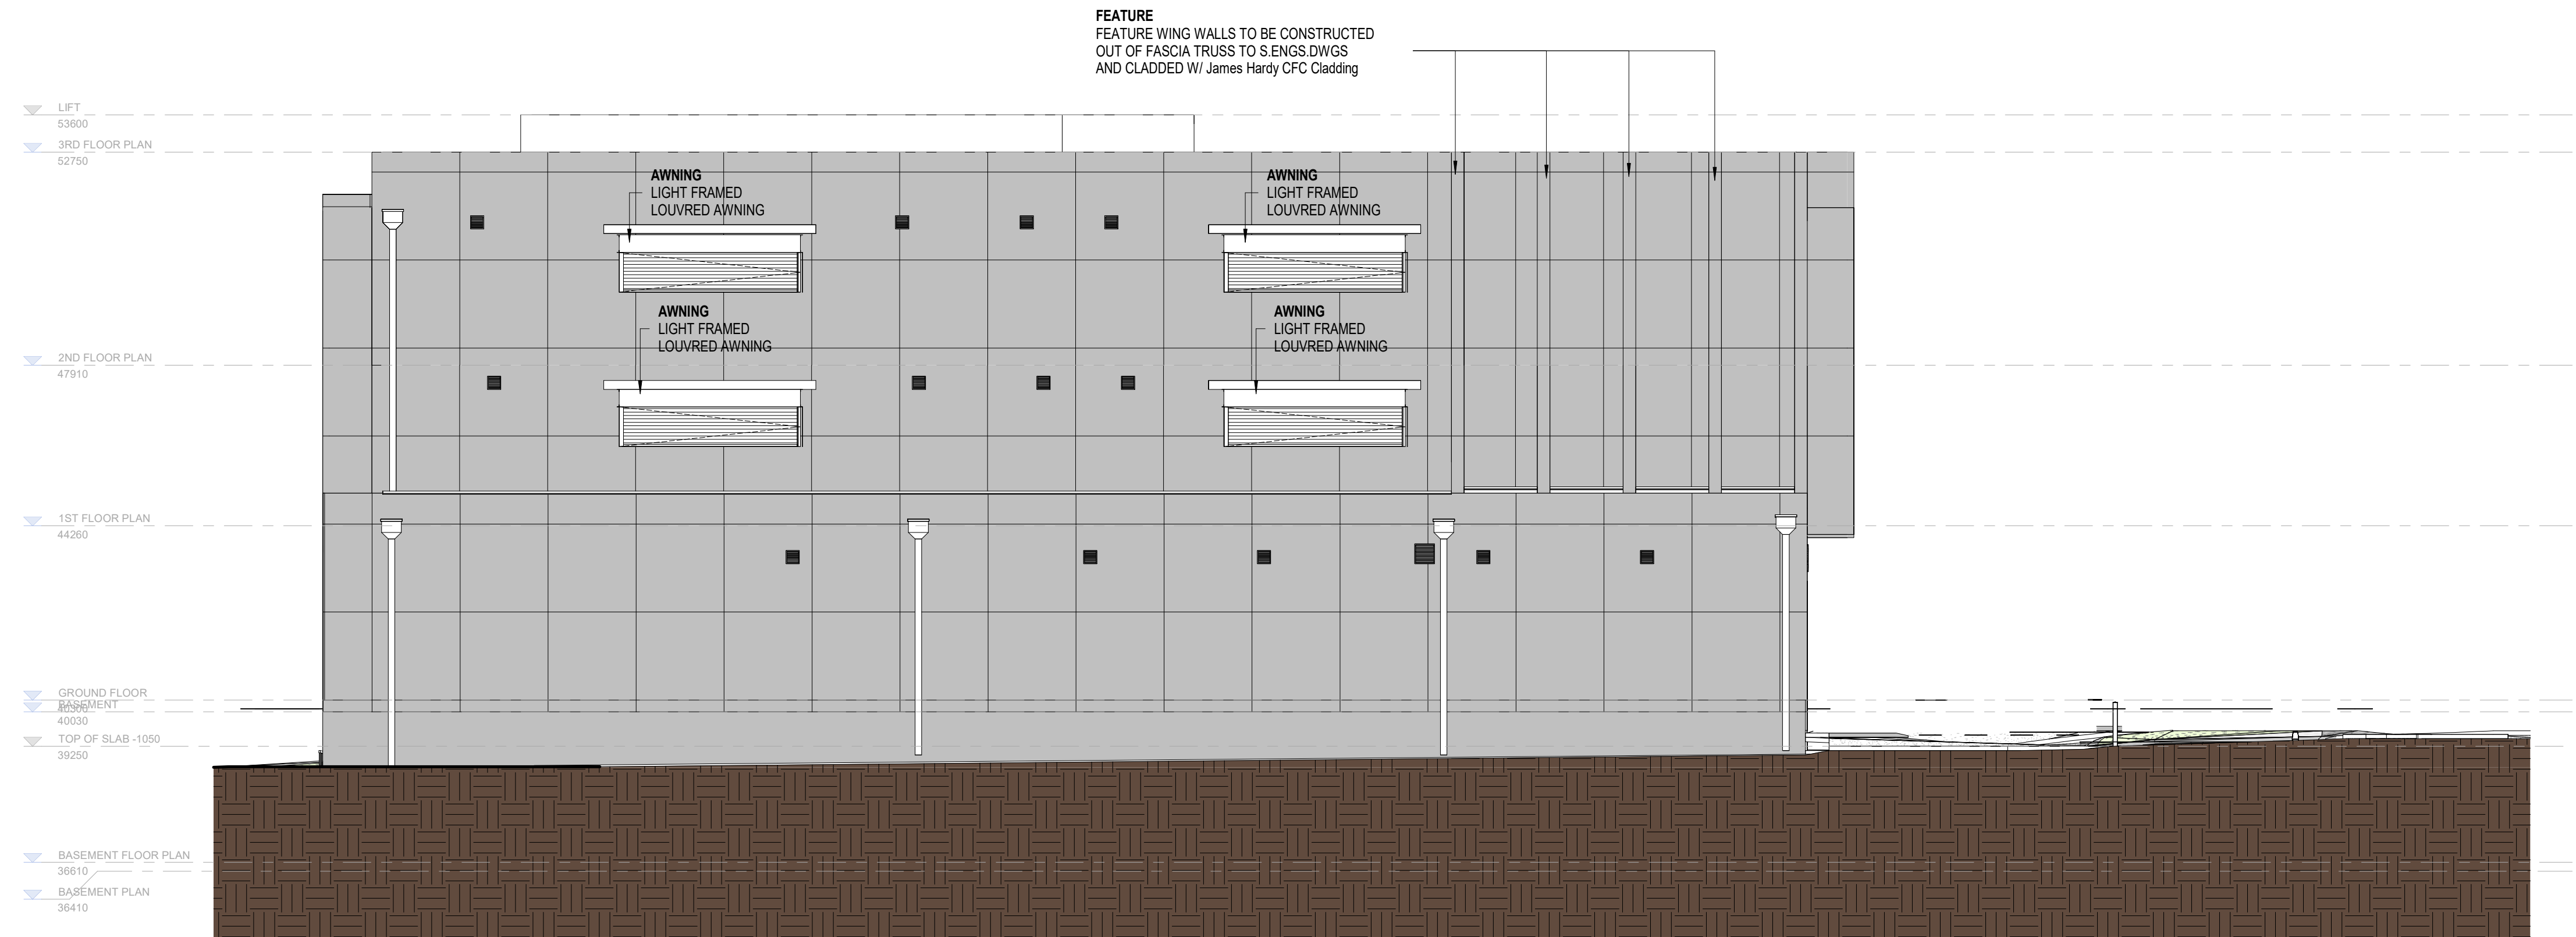 FEATURE
FEATURE WING WALLS TO BE CONSTRUCTED
OUT OF FASCIA TRUSS TO S.ENGS.DWGS
AND CLADDED W/ James Hardy CFC Cladding
LIFT
53600
3RD FLOOR PLAN
52750
AWNING
LIGHT FRAMED
LOUVRED AWNING
AWNING
LIGHT FRAMED
LOUVRED AWNING
AWNING
LIGHT FRAMED
LOUVRED AWNING
AWNING
LIGHT FRAMED
LOUVRED AWNING
2ND FLOOR PLAN
47910
1ST FLOOR PLAN
44260
GROUND FLOOR
40300
BASEMENT
40030
TOP OF SLAB -1050
39250
BASEMENT FLOOR PLAN
36610
BASEMENT PLAN
36410